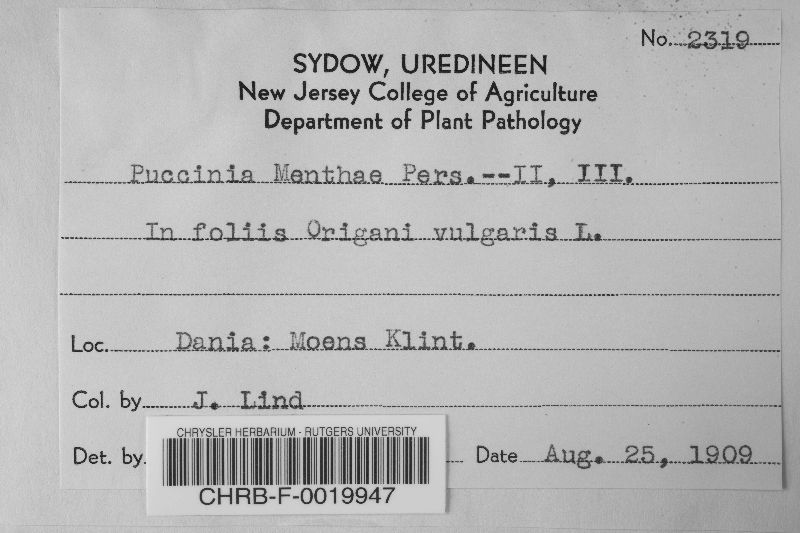 No. 2319
SYDOW, UREDINEEN
New Jersey College of Agriculture
Department of Plant Pathology
Puccinia Menthae Pers.--II, III.
In foliis Origani vulgaris L.
Loc. Dania: Moens Klint.
Col. by J. Lind
Det. by
Date Aug. 25, 1909
CHRYSLER HERBARIUM - RUTGERS UNIVERSITY
CHRB-F-0019947